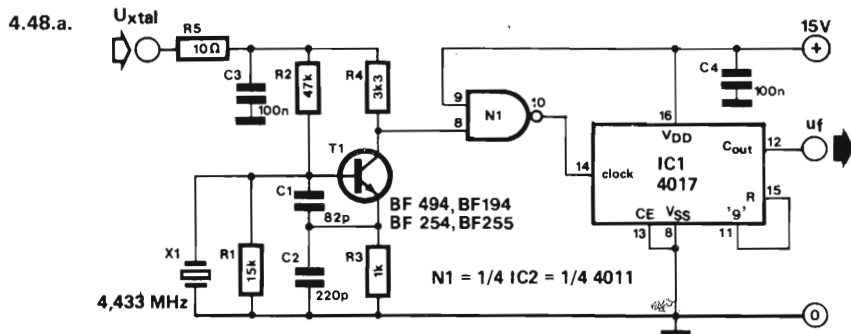 4.48.a.
Uxtal
R5
10Ω
C3
100n
R2
47k
R4
3k3
15V
+
C4
100n
9
8
N1
10
16
VDD
Cout
12
uf
14
clock
IC1
4017
R
15
CE
VSS
'9'
13
8
11
T1
BF 494, BF194
BF 254, BF255
C1
82p
X1
R1
15k
C2
220p
R3
1k
N1 = 1/4 IC2 = 1/4 4011
4,433 MHz
0